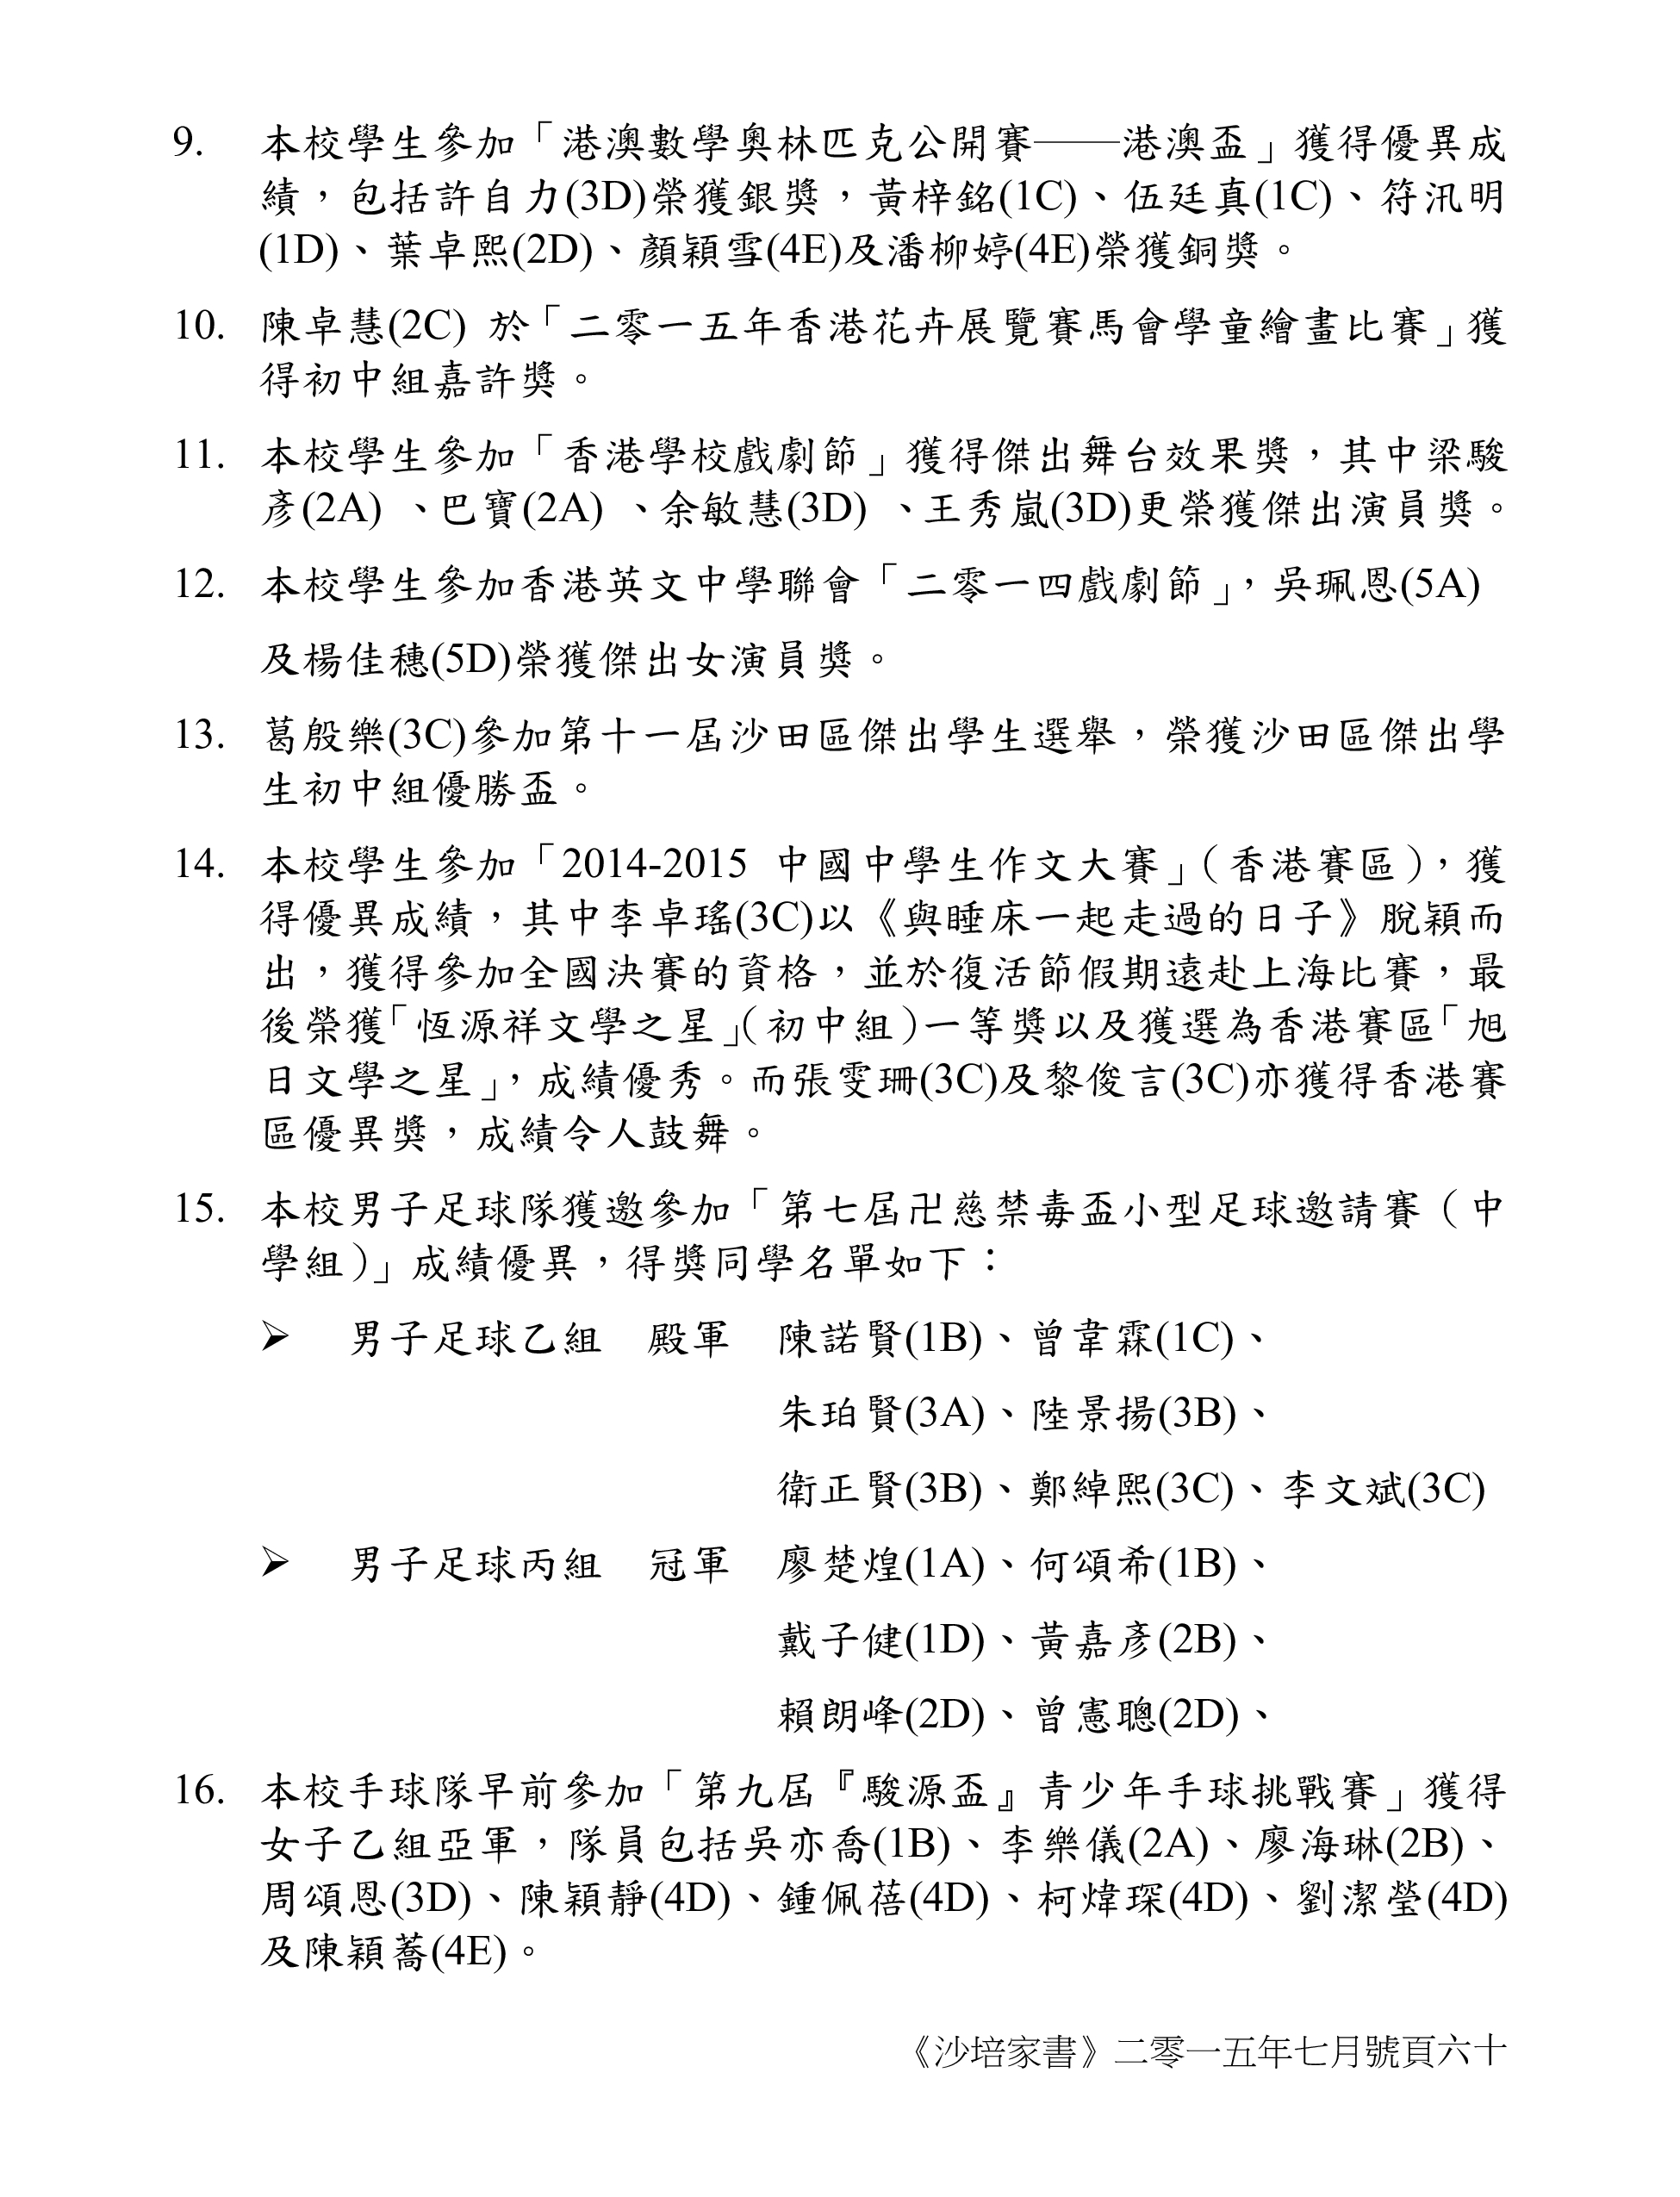 9. 本校學生參加「港澳數學奧林匹克公開賽——港澳盃」獲得優異成
績，包括許自力(3D)榮獲銀獎，黃梓銘(1C)、伍廷真(1C)、符汛明
(1D)、葉卓熙(2D)、顏穎雪(4E)及潘柳婷(4E)榮獲銅獎。
10. 陳卓慧(2C) 於「二零一五年香港花卉展覽賽馬會學童繪畫比賽」獲
得初中組嘉許獎。
11. 本校學生參加「香港學校戲劇節」獲得傑出舞台效果獎，其中梁駿
彥(2A) 、巴寶(2A) 、余敏慧(3D) 、王秀嵐(3D)更榮獲傑出演員獎。
12. 本校學生參加香港英文中學聯會「二零一四戲劇節」，吳珮恩(5A)
及楊佳穗(5D)榮獲傑出女演員獎。
13. 葛殷樂(3C)參加第十一屆沙田區傑出學生選舉，榮獲沙田區傑出學
生初中組優勝盃。
14. 本校學生參加「2014-2015 中國中學生作文大賽」（香港賽區），獲
得優異成績，其中李卓瑤(3C)以《與睡床一起走過的日子》脫穎而
出，獲得參加全國決賽的資格，並於復活節假期遠赴上海比賽，最
後榮獲「恆源祥文學之星」（初中組）一等獎以及獲選為香港賽區「旭
日文學之星」，成績優秀。而張雯珊(3C)及黎俊言(3C)亦獲得香港賽
區優異獎，成績令人鼓舞。
15. 本校男子足球隊獲邀參加「第七屆卍慈禁毒盃小型足球邀請賽（中
學組）」成績優異，得獎同學名單如下：
➢ 男子足球乙組 殿軍 陳諾賢(1B)、曾韋霖(1C)、
朱珀賢(3A)、陸景揚(3B)、
衛正賢(3B)、鄭綽熙(3C)、李文斌(3C)
➢ 男子足球丙組 冠軍 廖楚煌(1A)、何頌希(1B)、
戴子健(1D)、黃嘉彥(2B)、
賴朗峰(2D)、曾憲聰(2D)、
16. 本校手球隊早前參加「第九屆『駿源盃』青少年手球挑戰賽」獲得
女子乙組亞軍，隊員包括吳亦喬(1B)、李樂儀(2A)、廖海琳(2B)、
周頌恩(3D)、陳穎靜(4D)、鍾佩蓓(4D)、柯煒琛(4D)、劉潔瑩(4D)
及陳穎蕎(4E)。
《沙培家書》二零一五年七月號頁六十